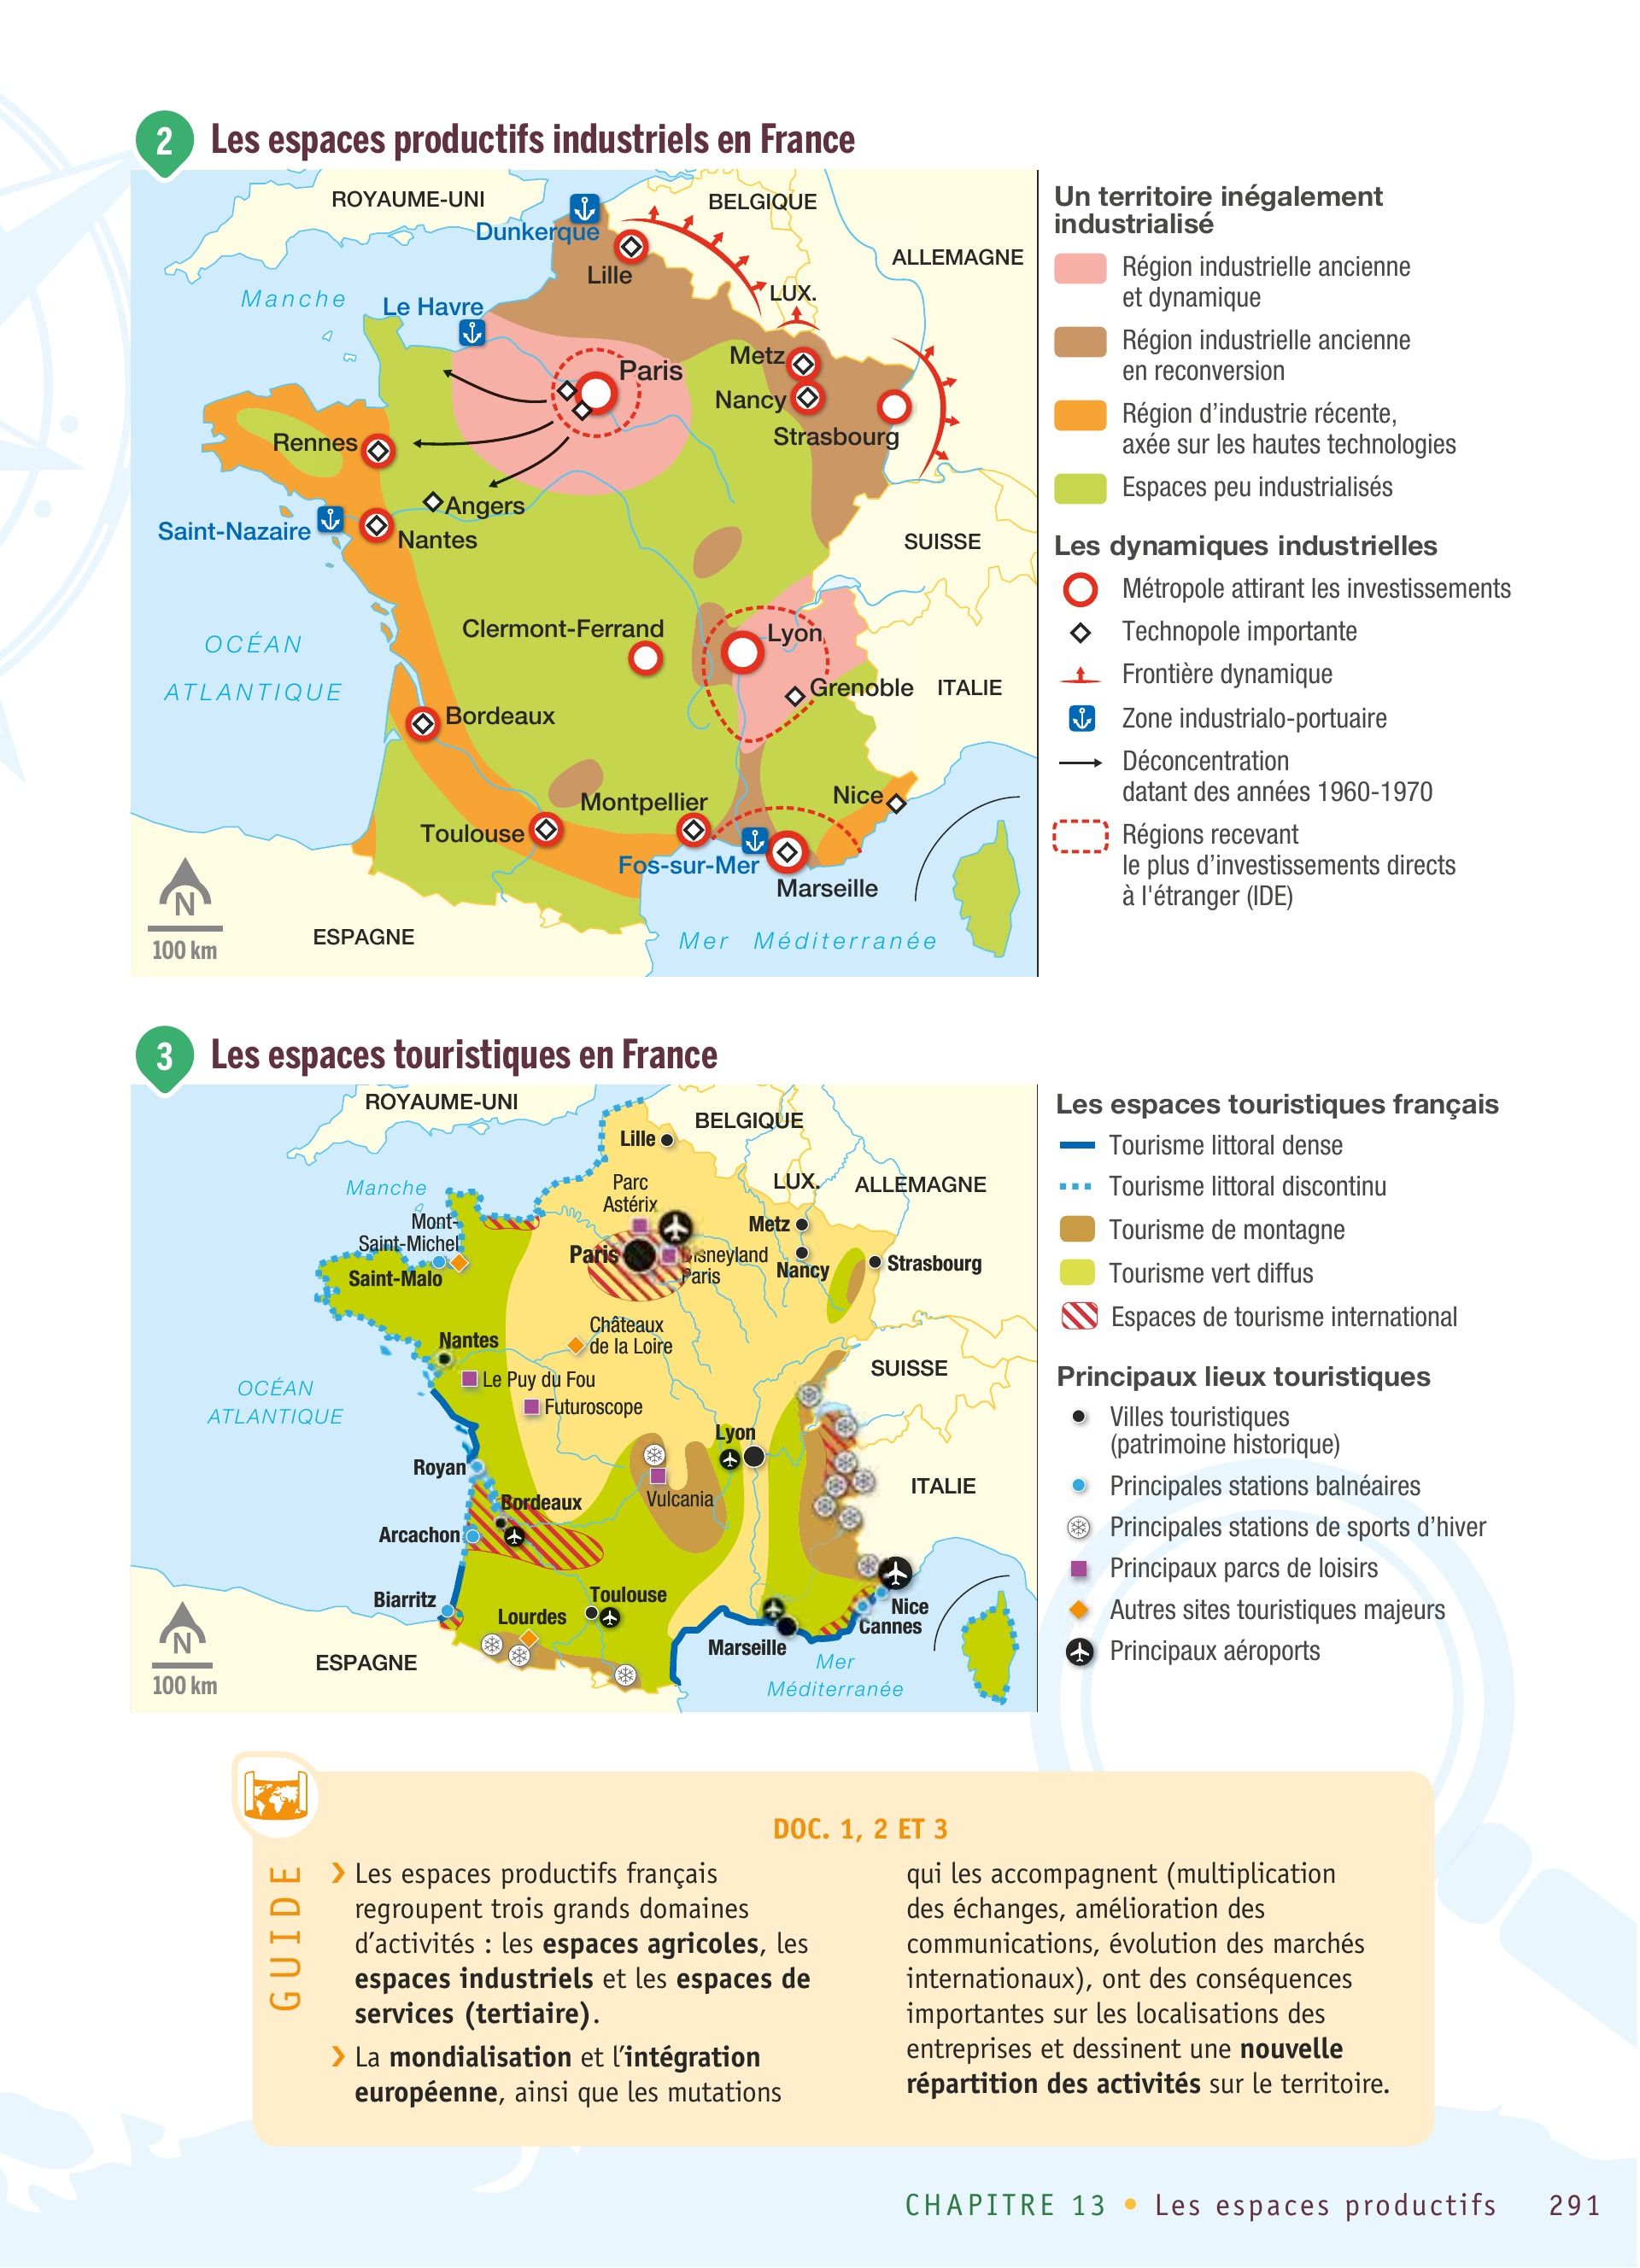 2 Les espaces productifs industriels en France
ROYAUME-UNI
BELGIQUE
Dunkerque
Lille
ALLEMAGNE
LUX.
Manche
Le Havre
Metz
Paris
Nancy
Strasbourg
Rennes
Angers
Saint-Nazaire
Nantes
SUISSE
Clermont-Ferrand
Lyon
OCÉAN
ATLANTIQUE
Grenoble
ITALIE
Bordeaux
Montpellier
Nice
Toulouse
Fos-sur-Mer
Marseille
N
100 km
ESPAGNE
Mer Méditerranée
Un territoire inégalement
industrialisé
Région industrielle ancienne
et dynamique
Région industrielle ancienne
en reconversion
Région d'industrie récente,
axée sur les hautes technologies
Espaces peu industrialisés
Les dynamiques industrielles
Métropole attirant les investissements
Technopole importante
Frontière dynamique
Zone industrialo-portuaire
Déconcentration
datant des années 1960-1970
Régions recevant
le plus d'investissements directs
à l'étranger (IDE)
3 Les espaces touristiques en France
ROYAUME-UNI
BELGIQUE
Lille
LUX.
ALLEMAGNE
Manche
Parc
Astérix
Mont-
Saint-Michel
Metz
Paris
Disneyland
Paris
Nancy
Strasbourg
Saint-Malo
Châteaux
de la Loire
Nantes
SUISSE
Le Puy du Fou
OCÉAN
ATLANTIQUE
Futuroscope
Lyon
Royan
ITALIE
Vulcania
Bordeaux
Arcachon
Biarritz
Toulouse
Lourdes
Nice
Cannes
Marseille
Mer
Méditerranée
N
100 km
ESPAGNE
Les espaces touristiques français
Tourisme littoral dense
Tourisme littoral discontinu
Tourisme de montagne
Tourisme vert diffus
Espaces de tourisme international
Principaux lieux touristiques
Villes touristiques
(patrimoine historique)
Principales stations balnéaires
Principales stations de sports d'hiver
Principaux parcs de loisirs
Autres sites touristiques majeurs
Principaux aéroports
GUIDE
DOC. 1, 2 ET 3
› Les espaces productifs français
regroupent trois grands domaines
d'activités : les espaces agricoles, les
espaces industriels et les espaces de
services (tertiaire).
› La mondialisation et l'intégration
européenne, ainsi que les mutations
qui les accompagnent (multiplication
des échanges, amélioration des
communications, évolution des marchés
internationaux), ont des conséquences
importantes sur les localisations des
entreprises et dessinent une nouvelle
répartition des activités sur le territoire.
CHAPITRE 13 • Les espaces productifs 291